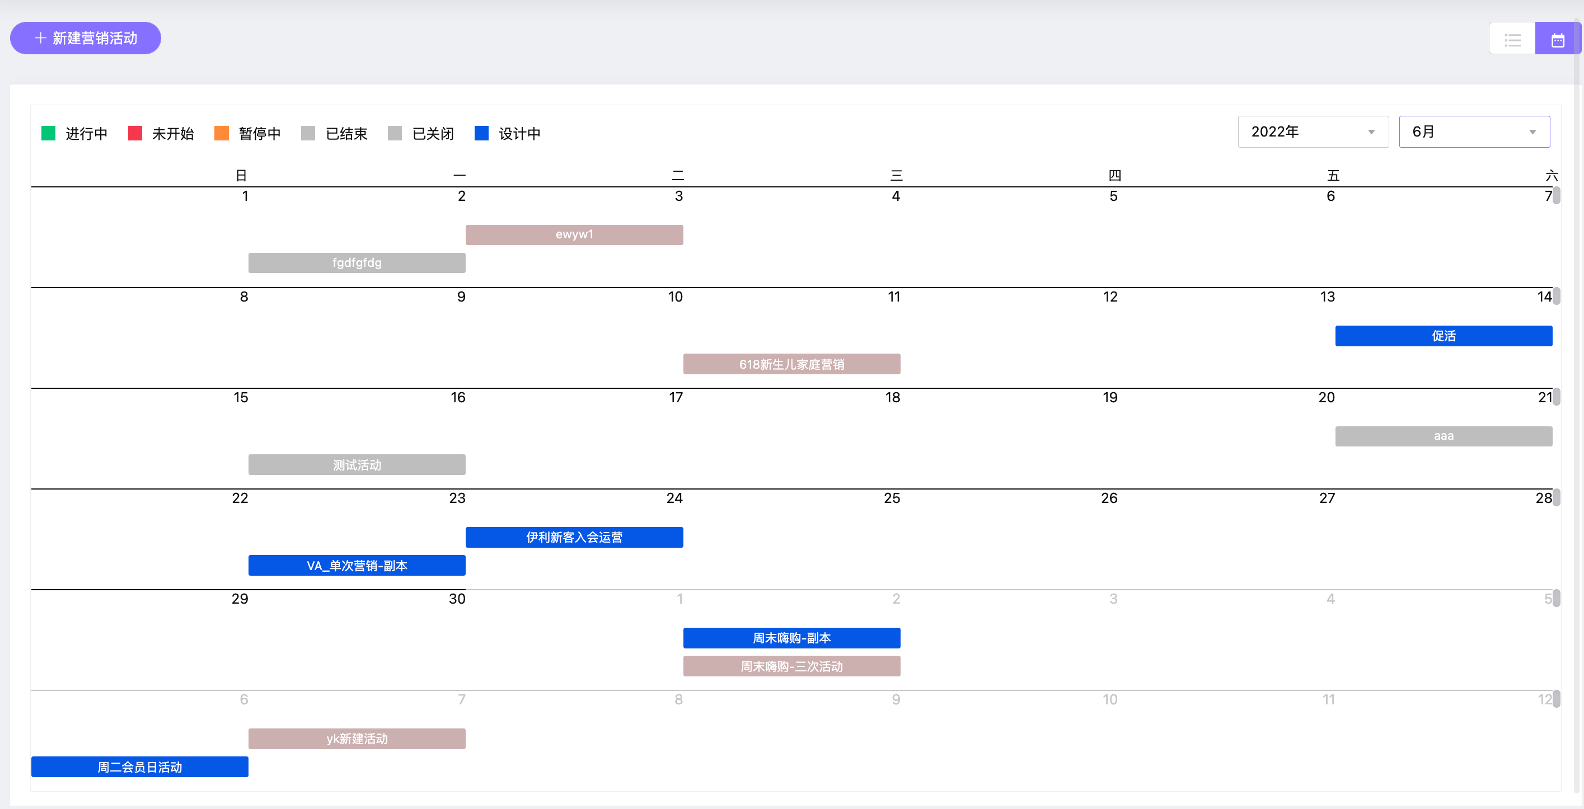 新建营销活动
进行中 未开始 暂停中 已结束 已关闭 设计中 2022年 6月
日 一 二 三 四 五 六
1 2 3 4 5 6 7
ewyw1
fgdfgfdg
8 9 10 11 12 13 14
促活
618新生儿家庭营销
15 16 17 18 19 20 21
aaa
测试活动
22 23 24 25 26 27 28
伊利新客入会运营
VA_单次营销-副本
29 30 1 2 3 4 5
周末嗨购-副本
周末嗨购-三次活动
6 7 8 9 10 11 12
yk新建活动
周二会员日活动